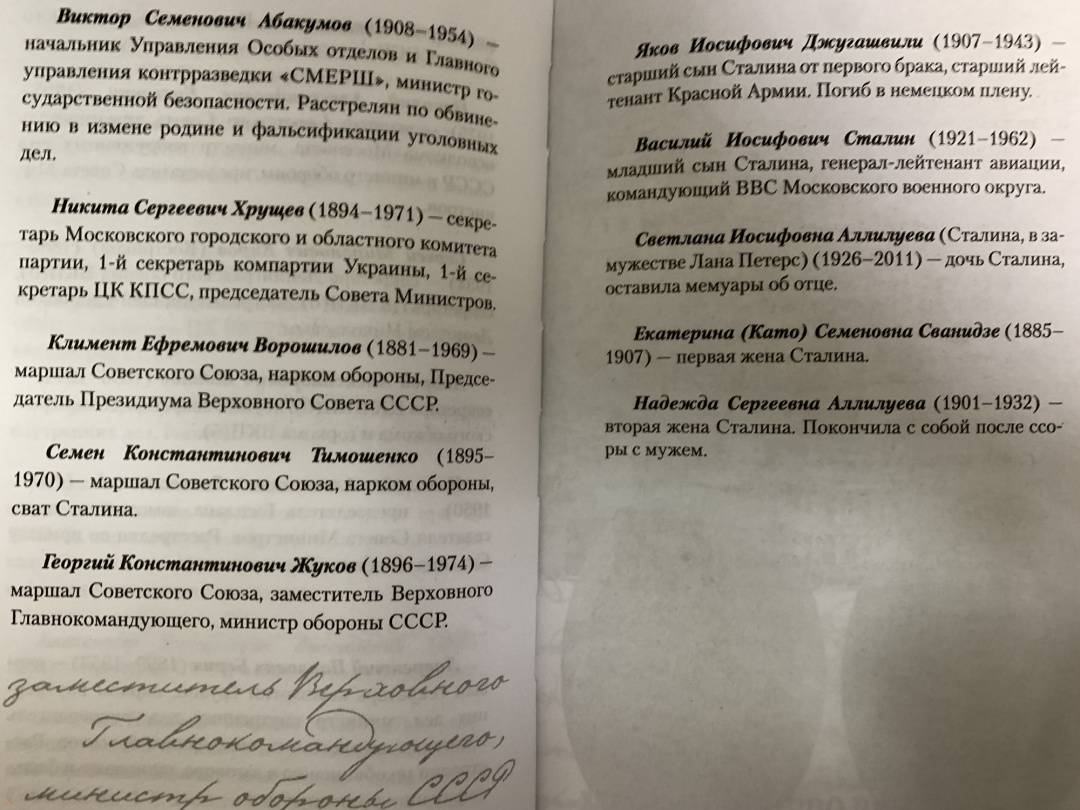 Виктор Семенович Абакумов (1908–1954) –
начальник Управления Особых отделов и Главного
управления контрразведки «СМЕРШ», министр го-
сударственной безопасности. Расстрелян по обвине-
нию в измене родине и фальсификации уголовных
дел.
Никита Сергеевич Хрущев (1894–1971) — секре-
тарь Московского городского и областного комитета
партии, 1-й секретарь компартии Украины, 1-й се-
кретарь ЦК КПСС, председатель Совета Министров.
Климент Ефремович Ворошилов (1881–1969) –
маршал Советского Союза, нарком обороны, Предсе-
датель Президиума Верховного Совета СССР.
Семен Константинович Тимошенко (1895–
1970) — маршал Советского Союза, нарком обороны,
сват Сталина.
Георгий Константинович Жуков (1896–1974) –
маршал Советского Союза, заместитель Верховного
Главнокомандующего, министр обороны СССР.
заместитель Верховного
Главнокомандующего,
министр обороны СССР
Яков Иосифович Джугашвили (1907–1943) —
старший сын Сталина от первого брака, старший лей-
тенант Красной Армии. Погиб в немецком плену.
Василий Иосифович Сталин (1921–1962) —
младший сын Сталина, генерал-лейтенант авиации,
командующий ВВС Московского военного округа.
Светлана Иосифовна Аллилуева (Сталина, в за-
мужестве Лана Петерс) (1926–2011) — дочь Сталина,
оставила мемуары об отце.
Екатерина (Като) Семеновна Сванидзе (1885–
1907) — первая жена Сталина.
Надежда Сергеевна Аллилуева (1901–1932) —
вторая жена Сталина. Покончила с собой после ссо-
ры с мужем.